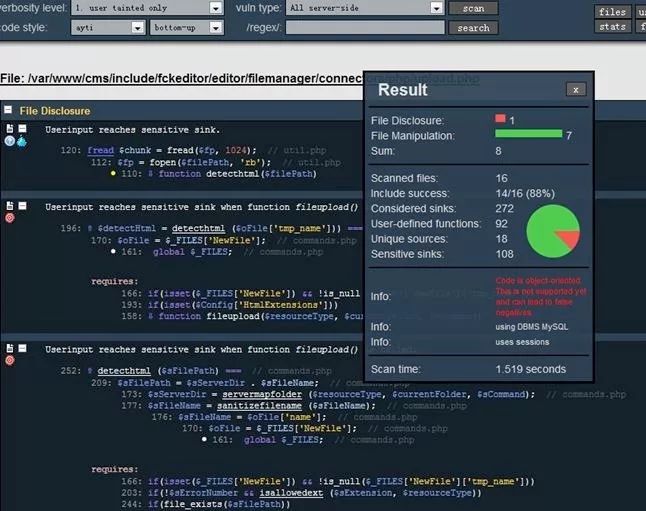 verbosity level:
1. user tainted only
vuln type:
All server-side
scan
files
stats
code style:
ayti
bottom-up
/regex/:
search
File: /var/www/cms/include/fckeditor/editor/filemanager/connectors/php/upload.php
File Disclosure
Userinput reaches sensitive sink.
120: fread $chunk = fread($fp, 1024); // util.php
112: $fp = fopen($filePath, 'rb'); // util.php
110: ⇓ function detecthtml($filePath)
Userinput reaches sensitive sink when function fileupload()
196: ⇑ $detectHtml = detecthtml ($oFile['tmp_name'])) ===
170: $oFile = $_FILES['NewFile']; // commands.php
161: global $_FILES; // commands.php
requires:
166: if(isset($_FILES['NewFile']) && !is_null
193: if(isset($Config['HtmlExtensions']))
158: ⇓ function fileupload($resourceType, $cu
Userinput reaches sensitive sink when function fileupload()
252: ⇑ detecthtml ($sFilePath) === // commands.php
209: $sFilePath = $sServerDir . $sFileName; // commands.php
173: $sServerDir = servermapfolder ($resourceType, $currentFolder, $sCommand); // commands.php
177: $sFileName = sanitizefilename ($sFileName); // commands.php
176: $sFileName = $oFile['name']; // commands.php
170: $oFile = $_FILES['NewFile']; // commands.php
161: global $_FILES; // commands.php
requires:
166: if(isset($_FILES['NewFile']) && !is_null($_FILES['NewFile']['tmp_name']))
203: if(!$sErrorNumber && isallowedext ($sExtension, $resourceType))
244: if(file_exists($sFilePath))
Result
x
File Disclosure: 1
File Manipulation: 7
Sum: 8
Scanned files: 16
Include success: 14/16 (88%)
Considered sinks: 272
User-defined functions: 92
Unique sources: 18
Sensitive sinks: 108
Info: Code is object-oriented.
This is not supported yet
and can lead to false
negatives
Info: using DBMS MySQL
Info: uses sessions
Scan time: 1.519 seconds